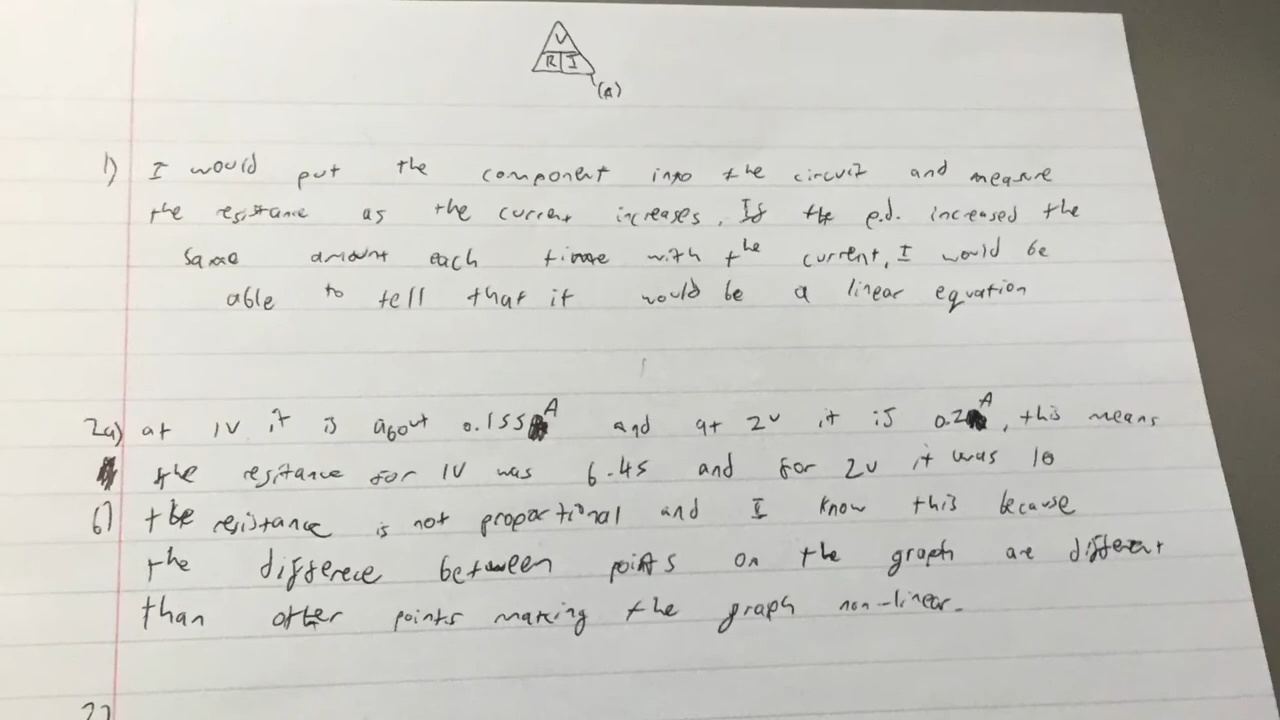 V
R I
(A)
1) I would put the component into the circuit and measure
the resistance as the current increases. If the p.d. increased the
same amount each time with the current, I would be
able to tell that it would be a linear equation
2a) at 1V it is about 0.155 A and at 2V it is 0.2 A, this means
the resitance for 1V was 6.45 and for 2V it was 10
b) the resistance is not proportional and I know this because
the differece between points on the graph are different
than other points making the graph non-linear.